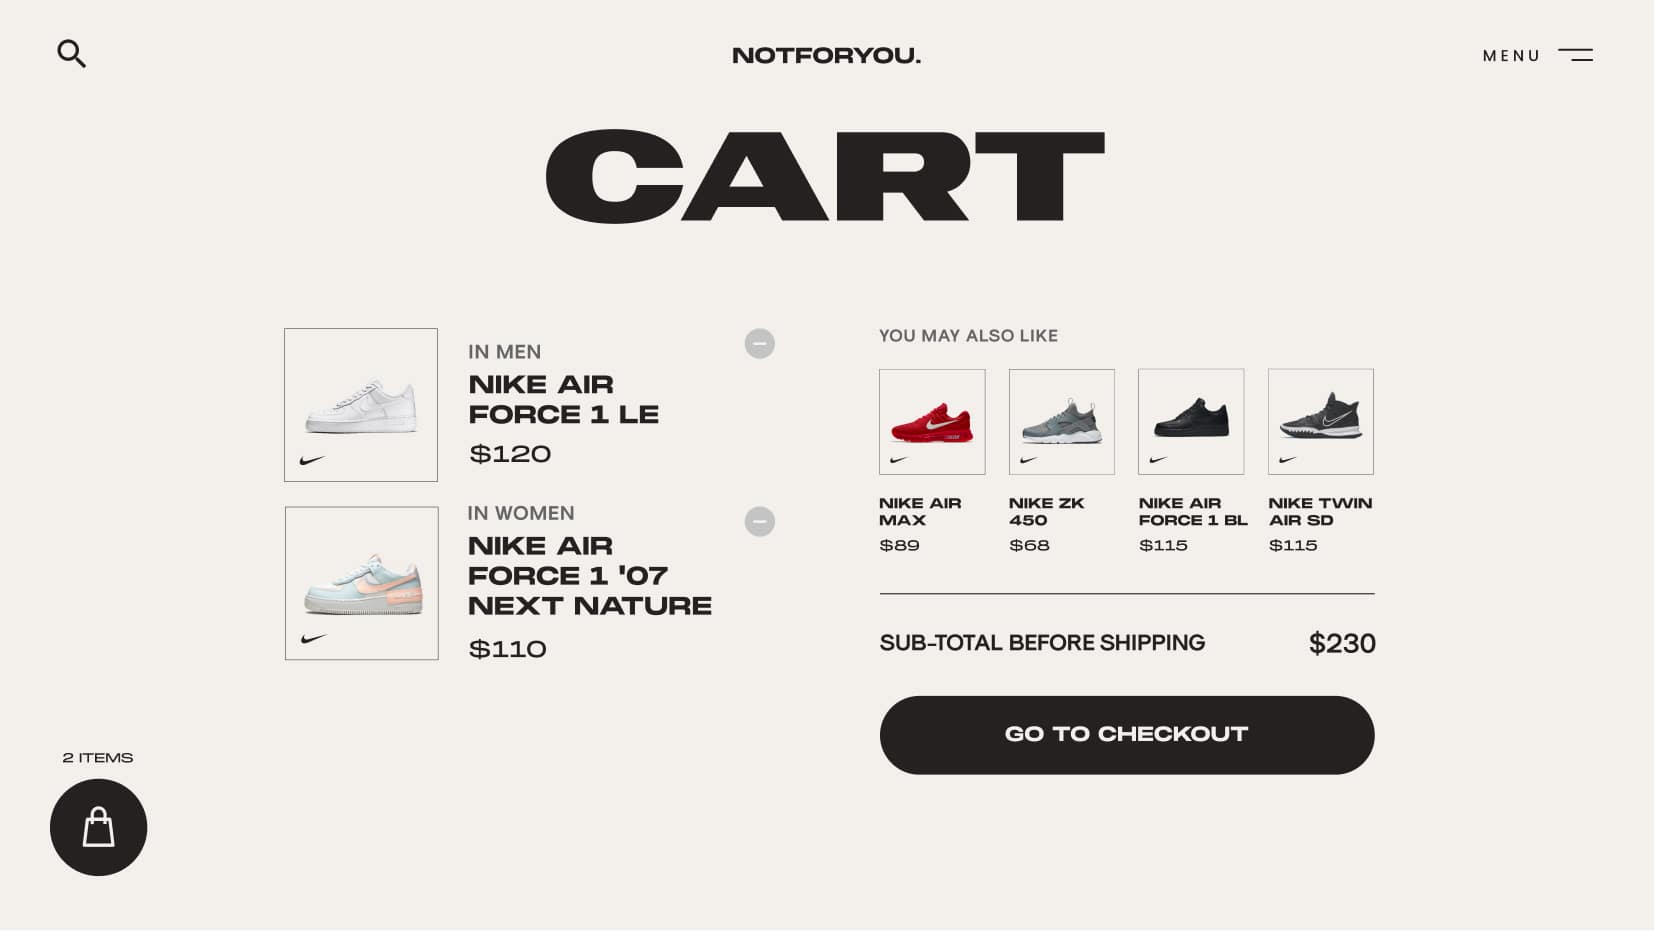 NOTFORYOU.
MENU
CART
IN MEN
NIKE AIR
FORCE 1 LE
$120
IN WOMEN
NIKE AIR
FORCE 1 '07
NEXT NATURE
$110
YOU MAY ALSO LIKE
NIKE AIR
MAX
$89
NIKE ZK
450
$68
NIKE AIR
FORCE 1 BL
$115
NIKE TWIN
AIR SD
$115
SUB-TOTAL BEFORE SHIPPING
$230
GO TO CHECKOUT
2 ITEMS